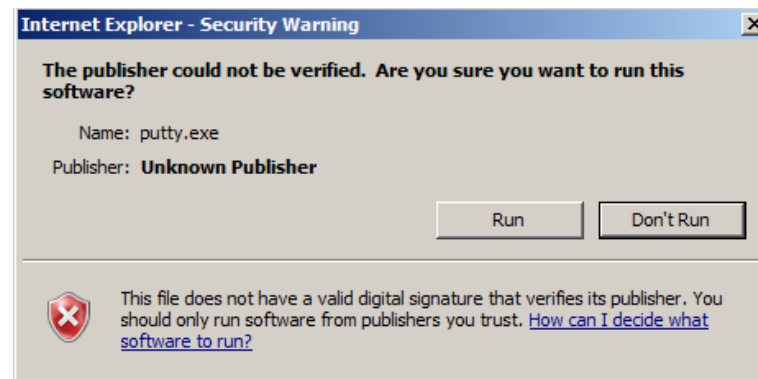 Internet Explorer - Security Warning
The publisher could not be verified. Are you sure you want to run this
software?
Name: putty.exe
Publisher: Unknown Publisher
Run Don't Run
This file does not have a valid digital signature that verifies its publisher. You
should only run software from publishers you trust. How can I decide what
software to run?